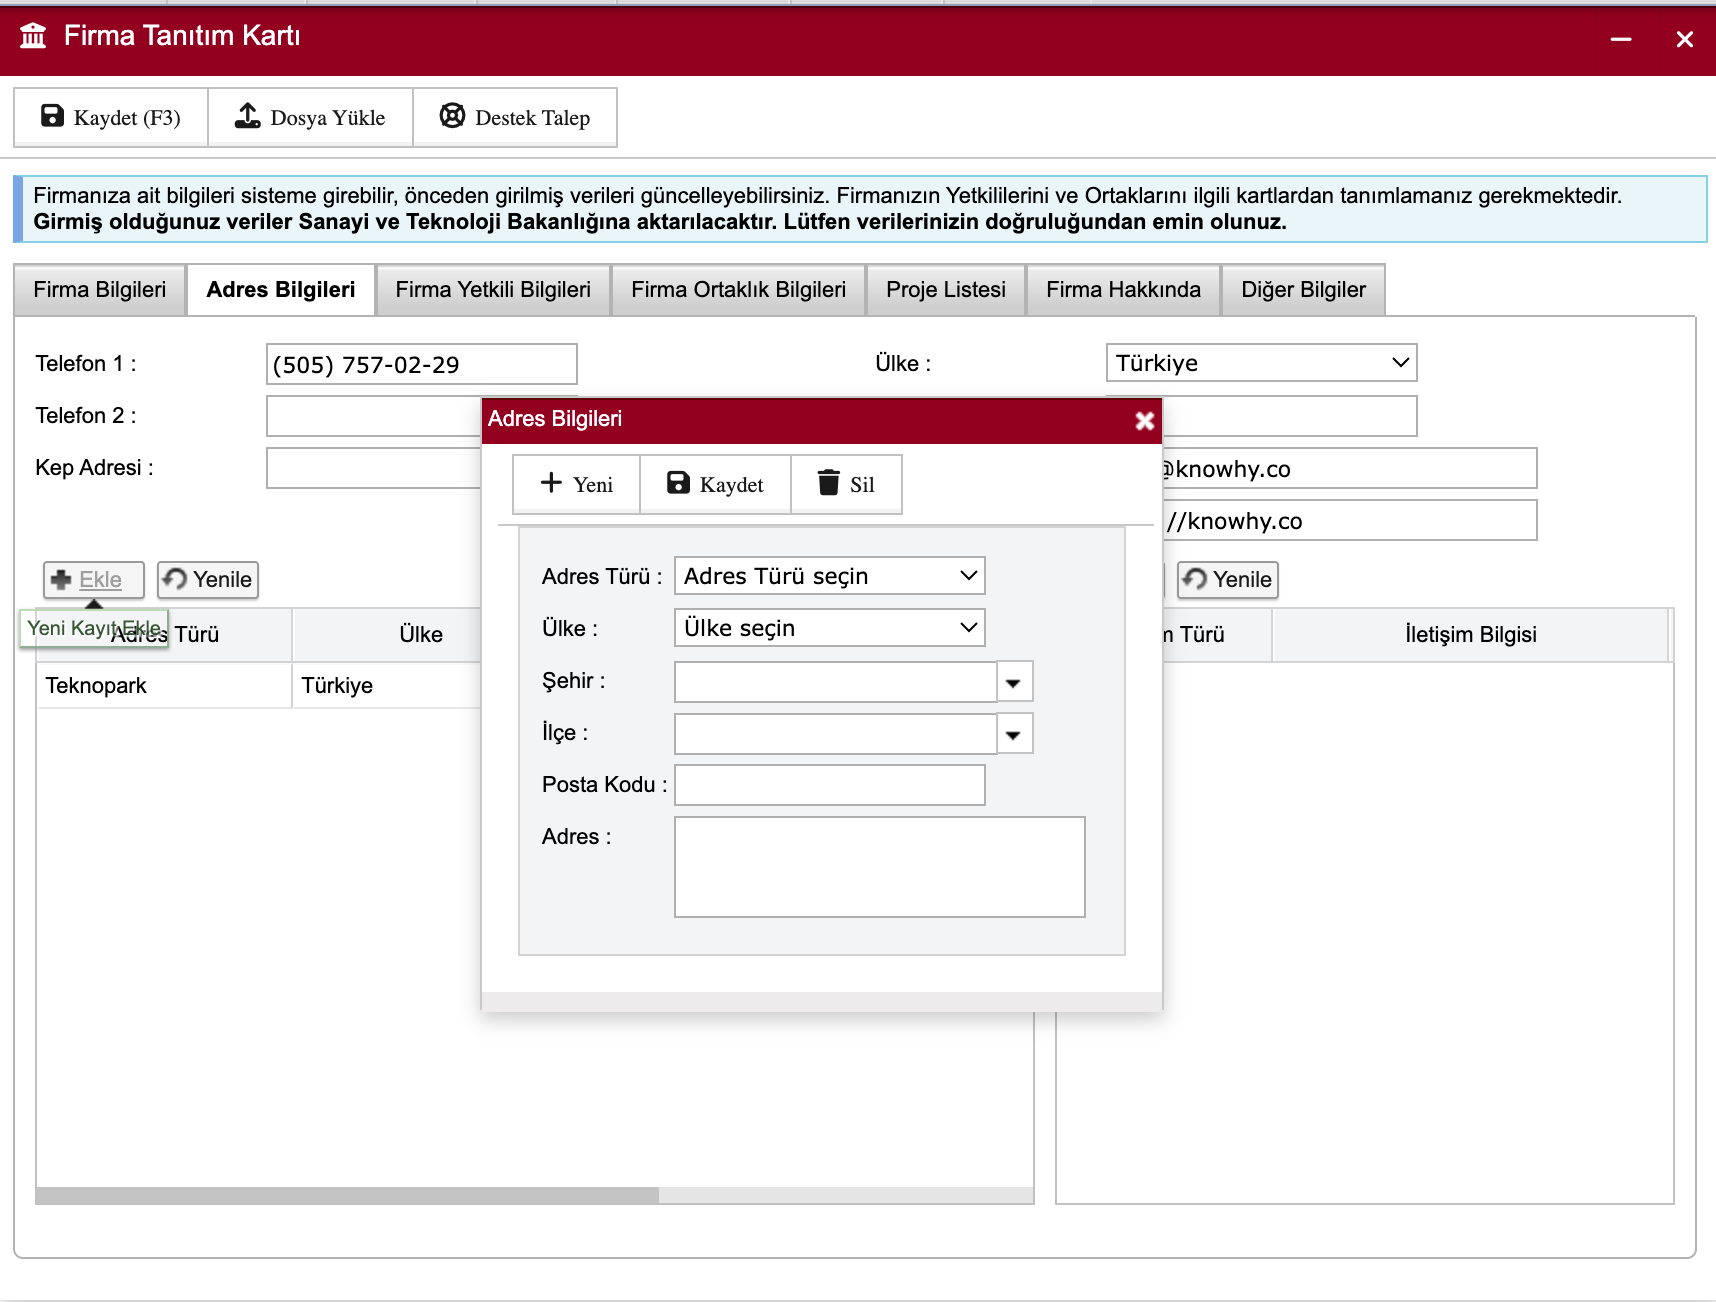 Firma Tanıtım Kartı
Kaydet (F3) Dosya Yükle Destek Talep
Firmanıza ait bilgileri sisteme girebilir, önceden girilmiş verileri güncelleyebilirsiniz. Firmanızın Yetkililerini ve Ortaklarını ilgili kartlardan tanımlamanız gerekmektedir.
Girmiş olduğunuz veriler Sanayi ve Teknoloji Bakanlığına aktarılacaktır. Lütfen verilerinizin doğruluğundan emin olunuz.
Firma Bilgileri Adres Bilgileri Firma Yetkili Bilgileri Firma Ortaklık Bilgileri Proje Listesi Firma Hakkında Diğer Bilgiler
Telefon 1 : (505) 757-02-29 Ülke : Türkiye
Telefon 2 :
Kep Adresi : @knowhy.co
//knowhy.co
Ekle Yenile Yenile
Yeni Kayıt Ekle
Adres Türü Ülke m Türü İletişim Bilgisi
Teknopark Türkiye
Adres Bilgileri
Yeni Kaydet Sil
Adres Türü : Adres Türü seçin
Ülke : Ülke seçin
Şehir :
İlçe :
Posta Kodu :
Adres :